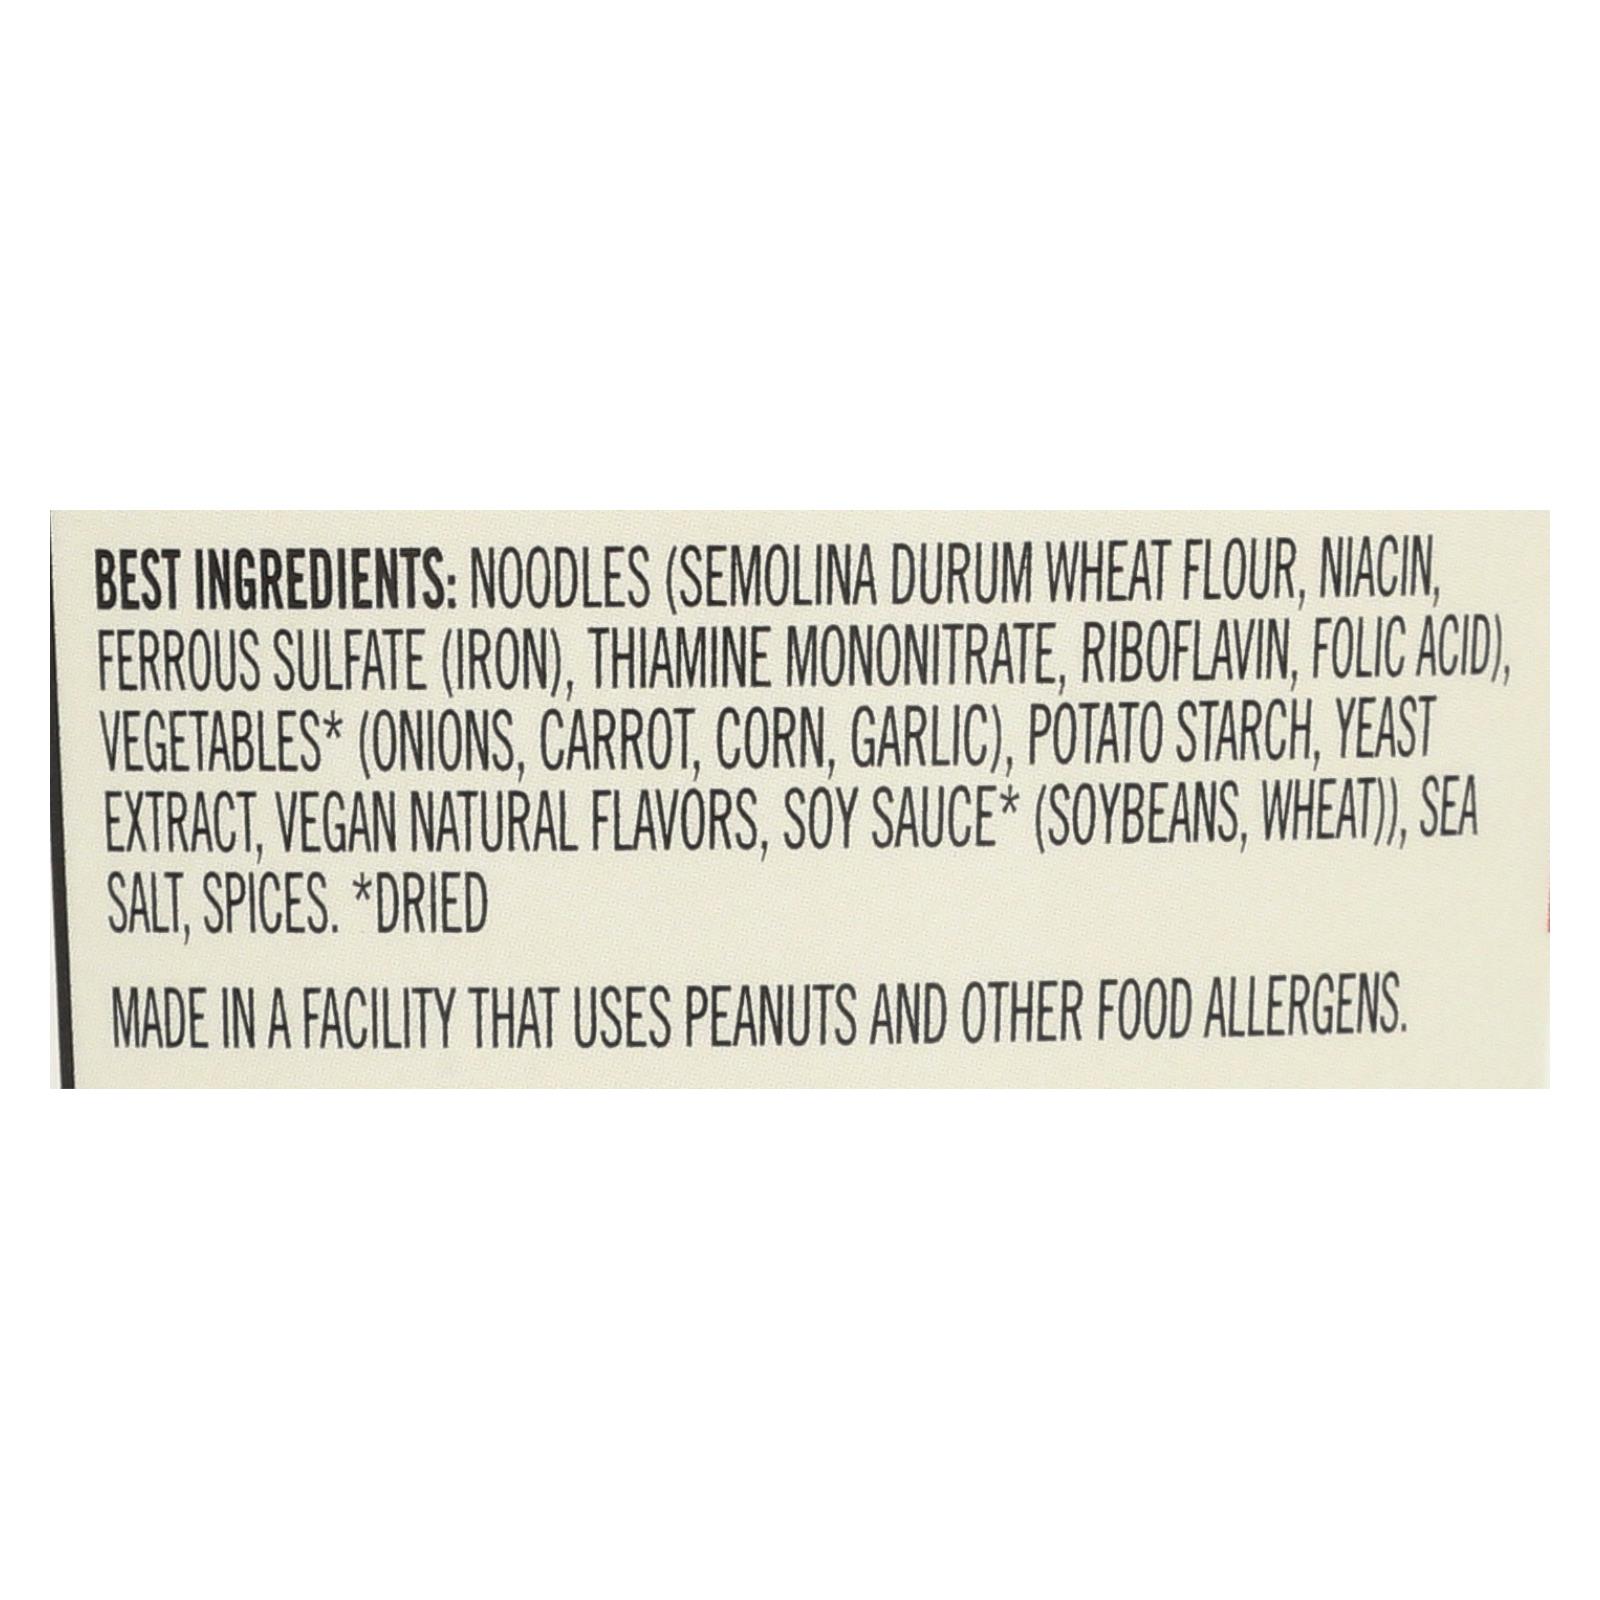 BEST INGREDIENTS: NOODLES (SEMOLINA DURUM WHEAT FLOUR, NIACIN,
FERROUS SULFATE (IRON), THIAMINE MONONITRATE, RIBOFLAVIN, FOLIC ACID),
VEGETABLES* (ONIONS, CARROT, CORN, GARLIC), POTATO STARCH, YEAST
EXTRACT, VEGAN NATURAL FLAVORS, SOY SAUCE* (SOYBEANS, WHEAT)), SEA
SALT, SPICES. *DRIED
MADE IN A FACILITY THAT USES PEANUTS AND OTHER FOOD ALLERGENS.